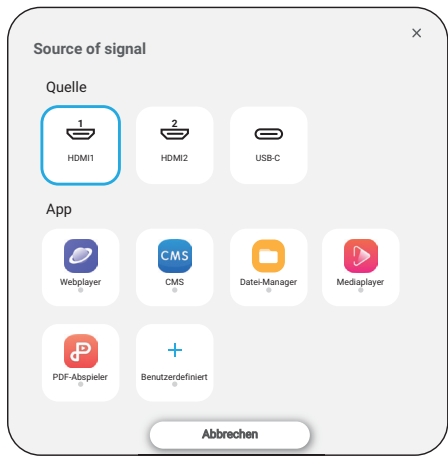 Source of signal
×
Quelle
1
2
HDMI1
HDMI2
USB-C
App
CMS
Webplayer
CMS
Datei-Manager
Mediaplayer
PDF-Abspieler
Benutzerdefiniert
Abbrechen